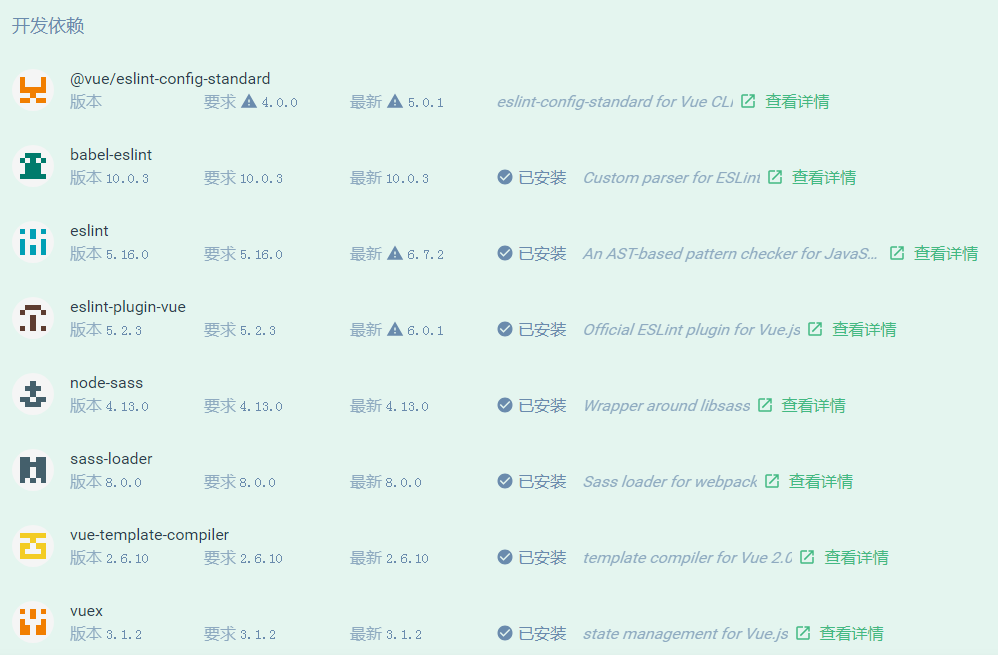 开发依赖
@vue/eslint-config-standard
版本 要求 4.0.0 最新 5.0.1 eslint-config-standard for Vue CLI 查看详情
babel-eslint
版本 10.0.3 要求 10.0.3 最新 10.0.3 已安装 Custom parser for ESLint 查看详情
eslint
版本 5.16.0 要求 5.16.0 最新 6.7.2 已安装 An AST-based pattern checker for JavaS... 查看详情
eslint-plugin-vue
版本 5.2.3 要求 5.2.3 最新 6.0.1 已安装 Official ESLint plugin for Vue.js 查看详情
node-sass
版本 4.13.0 要求 4.13.0 最新 4.13.0 已安装 Wrapper around libsass 查看详情
sass-loader
版本 8.0.0 要求 8.0.0 最新 8.0.0 已安装 Sass loader for webpack 查看详情
vue-template-compiler
版本 2.6.10 要求 2.6.10 最新 2.6.10 已安装 template compiler for Vue 2.0 查看详情
vuex
版本 3.1.2 要求 3.1.2 最新 3.1.2 已安装 state management for Vue.js 查看详情